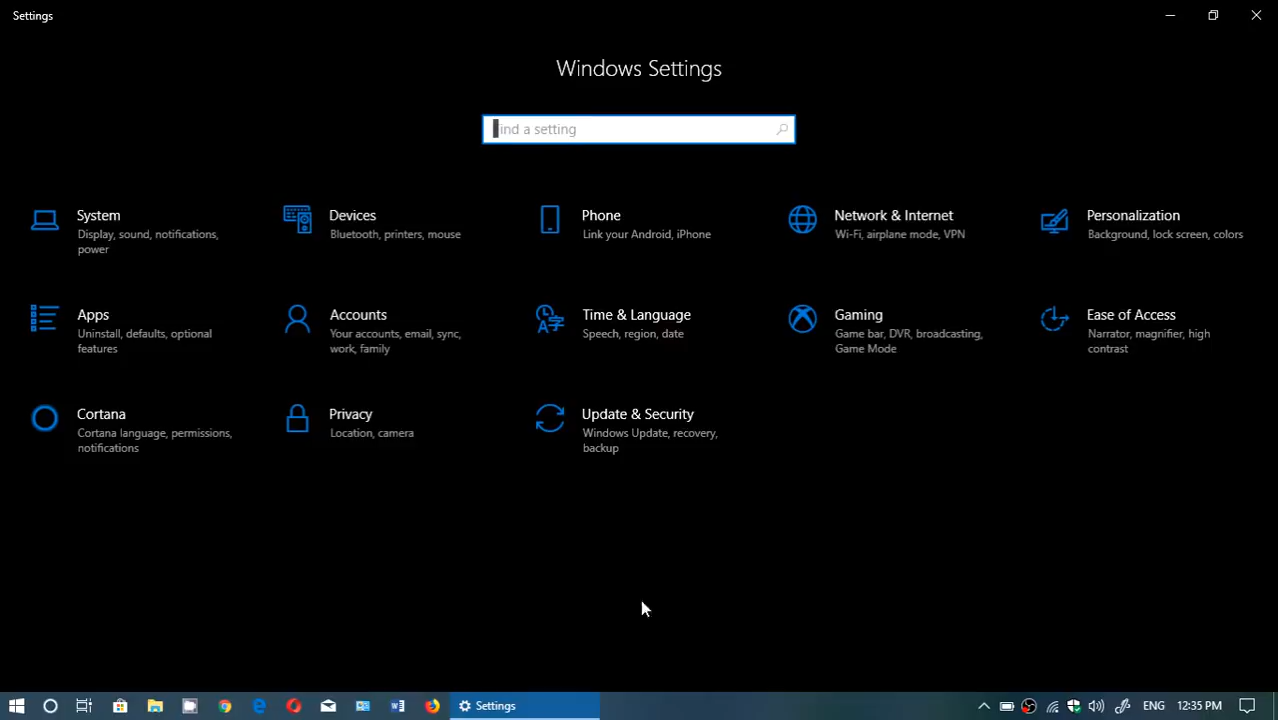 Settings
Windows Settings
ind a setting
System
Display, sound, notifications,
power
Devices
Bluetooth, printers, mouse
Phone
Link your Android, iPhone
Network & Internet
Wi-Fi, airplane mode, VPN
Personalization
Background, lock screen, colors
Apps
Uninstall, defaults, optional
features
Accounts
Your accounts, email, sync,
work, family
Time & Language
Speech, region, date
Gaming
Game bar, DVR, broadcasting,
Game Mode
Ease of Access
Narrator, magnifier, high
contrast
Cortana
Cortana language, permissions,
notifications
Privacy
Location, camera
Update & Security
Windows Update, recovery,
backup
Settings
ENG
12:35 PM